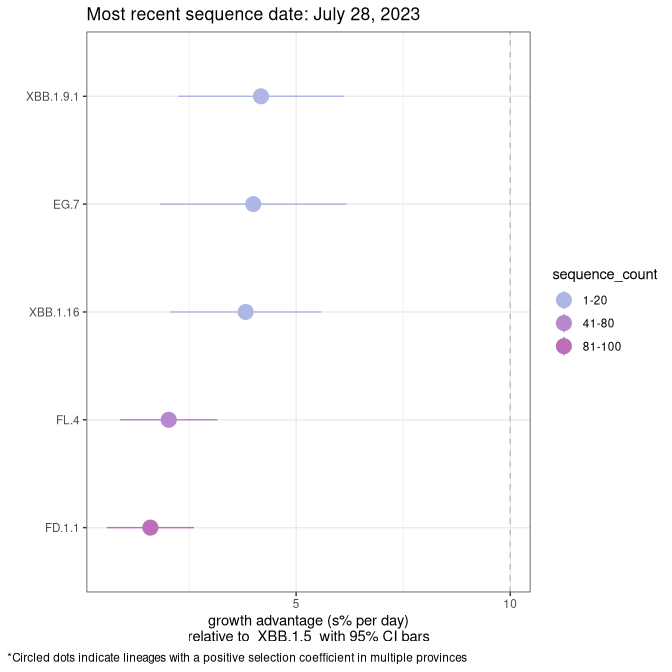 Most recent sequence date: July 28, 2023
XBB.1.9.1
EG.7
XBB.1.16
FL.4
FD.1.1
5
10
growth advantage (s% per day)
relative to  XBB.1.5  with 95% CI bars
sequence_count
1-20
41-80
81-100
*Circled dots indicate lineages with a positive selection coefficient in multiple provinces